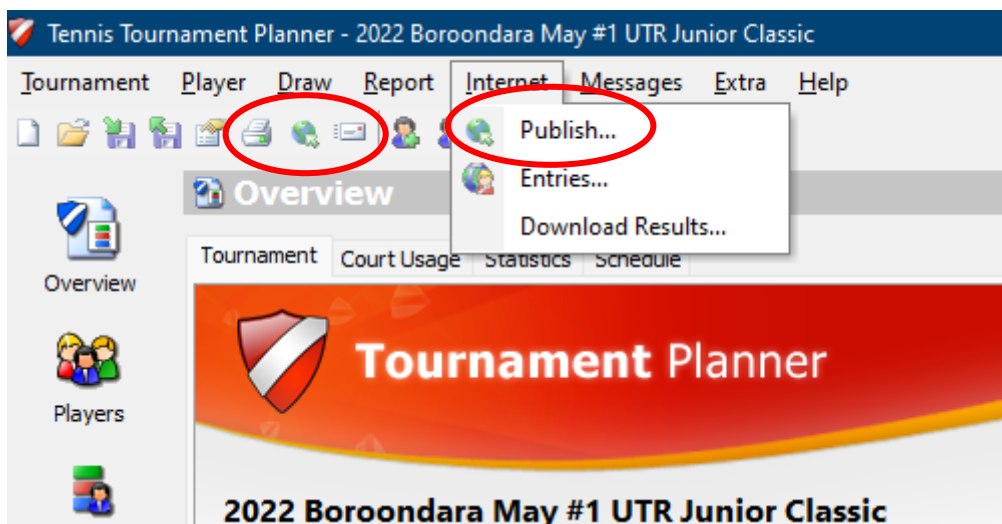 Tennis Tournament Planner - 2022 Boroondara May #1 UTR Junior Classic
Tournament Player Draw Report Internet Messages Extra Help
Publish...
Entries...
Download Results...
Overview
Tournament Court Usage Statistics Schedule
Overview
Players
Tournament Planner
2022 Boroondara May #1 UTR Junior Classic